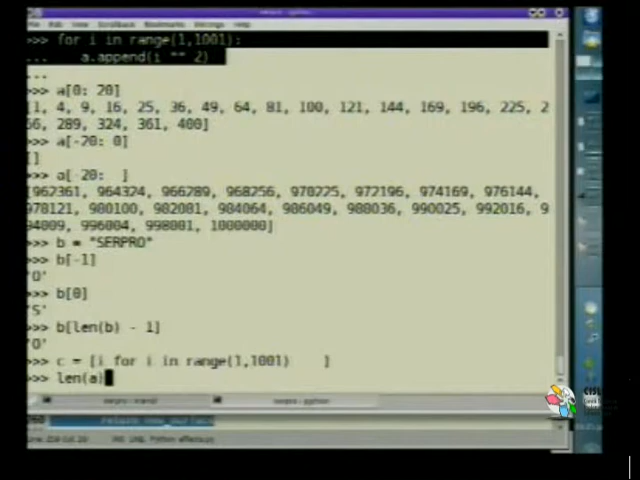 >>> for i in range(1,1001):
...     a.append(i ** 2)
...
>>> a[0: 20]
[1, 4, 9, 16, 25, 36, 49, 64, 81, 100, 121, 144, 169, 196, 225, 2
56, 289, 324, 361, 400]
>>> a[-20: 0]
[]
>>> a[-20:  ]
[962361, 964324, 966289, 968256, 970225, 972196, 974169, 976144,
978121, 980100, 982081, 984064, 986049, 988036, 990025, 992016, 9
94009, 996004, 998001, 1000000]
>>> b = "SERPRO"
>>> b[-1]
'O'
>>> b[0]
'S'
>>> b[len(b) - 1]
'O'
>>> c = [i for i in range(1,1001)    ]
>>> len(a)
CISL